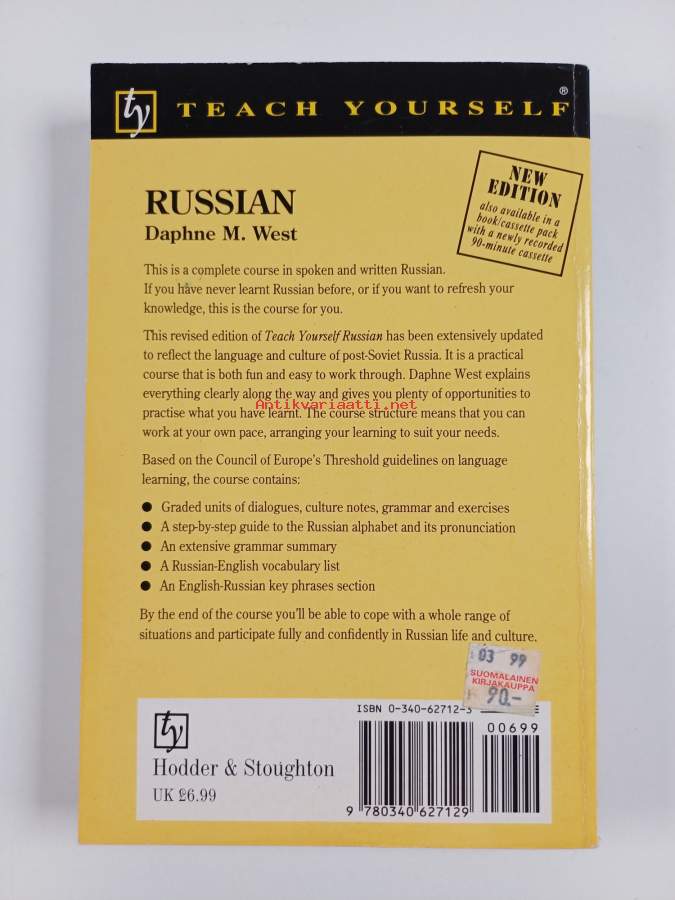 ty TEACH YOURSELF ®
NEW
EDITION
also available in a
book/cassette pack
with a newly recorded
90-minute cassette
RUSSIAN
Daphne M. West
This is a complete course in spoken and written Russian.
If you have never learnt Russian before, or if you want to refresh your
knowledge, this is the course for you.
This revised edition of Teach Yourself Russian has been extensively updated
to reflect the language and culture of post-Soviet Russia. It is a practical
course that is both fun and easy to work through. Daphne West explains
everything clearly along the way and gives you plenty of opportunities to
Antikvariaatti.net
practise what you have learnt. The course structure means that you can
work at your own pace, arranging your learning to suit your needs.
Based on the Council of Europe's Threshold guidelines on language
learning, the course contains:
● Graded units of dialogues, culture notes, grammar and exercises
● A step-by-step guide to the Russian alphabet and its pronunciation
● An extensive grammar summary
● A Russian-English vocabulary list
● An English-Russian key phrases section
By the end of the course you'll be able to cope with a whole range of
situations and participate fully and confidently in Russian life and culture.
03 99
SUOMALAINEN
KIRJAKAUPPA
90.-
ISBN 0-340-62712-3
00699
ty
Hodder & Stoughton
UK £6.99
9 780340 627129